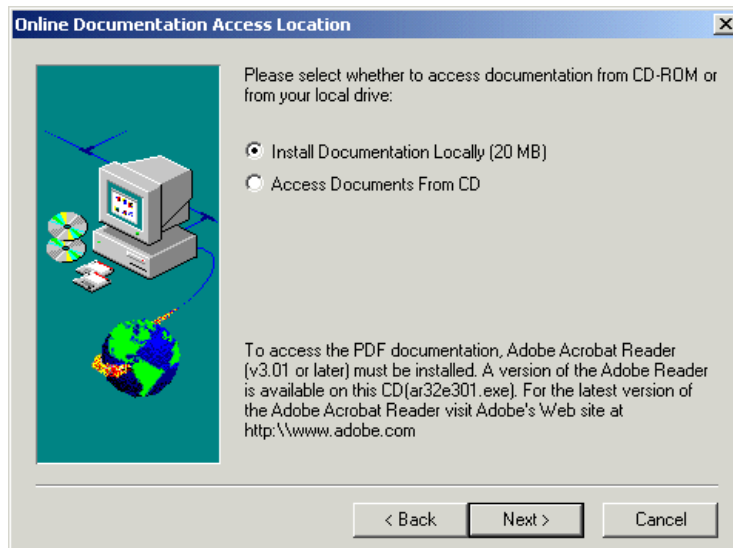 Online Documentation Access Location
Please select whether to access documentation from CD-ROM or
from your local drive:
Install Documentation Locally (20 MB)
Access Documents From CD
To access the PDF documentation, Adobe Acrobat Reader
(v3.01 or later) must be installed. A version of the Adobe Reader
is available on this CD(ar32e301.exe). For the latest version of
the Adobe Acrobat Reader visit Adobe's Web site at
http:\\www.adobe.com
< Back
Next >
Cancel